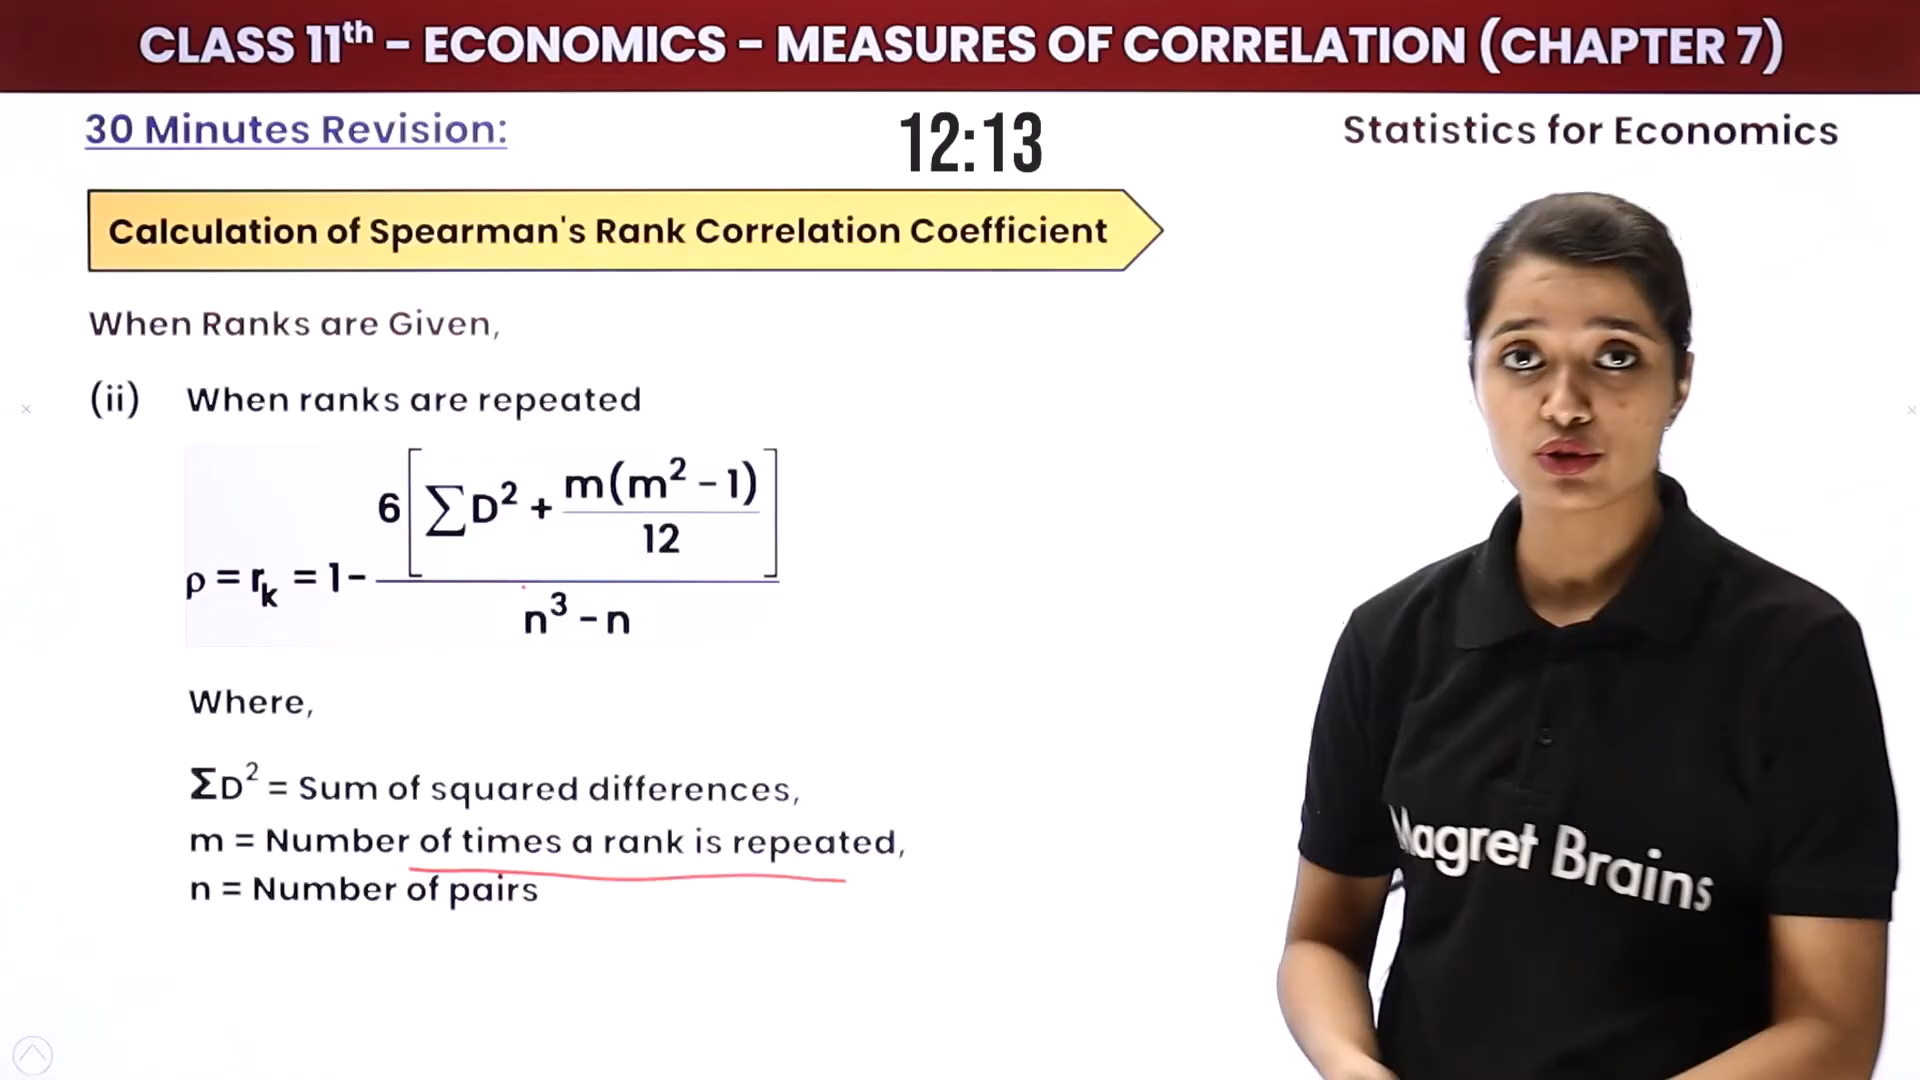 CLASS 11th – ECONOMICS – MEASURES OF CORRELATION (CHAPTER 7)
30 Minutes Revision:
12:13
Statistics for Economics
Calculation of Spearman's Rank Correlation Coefficient
When Ranks are Given,
(ii) When ranks are repeated
ρ = rₖ = 1 - 6[∑D² + m(m² - 1)/12] / n³ - n
Where,
ΣD² = Sum of squared differences,
m = Number of times a rank is repeated,
n = Number of pairs
Magret Brains